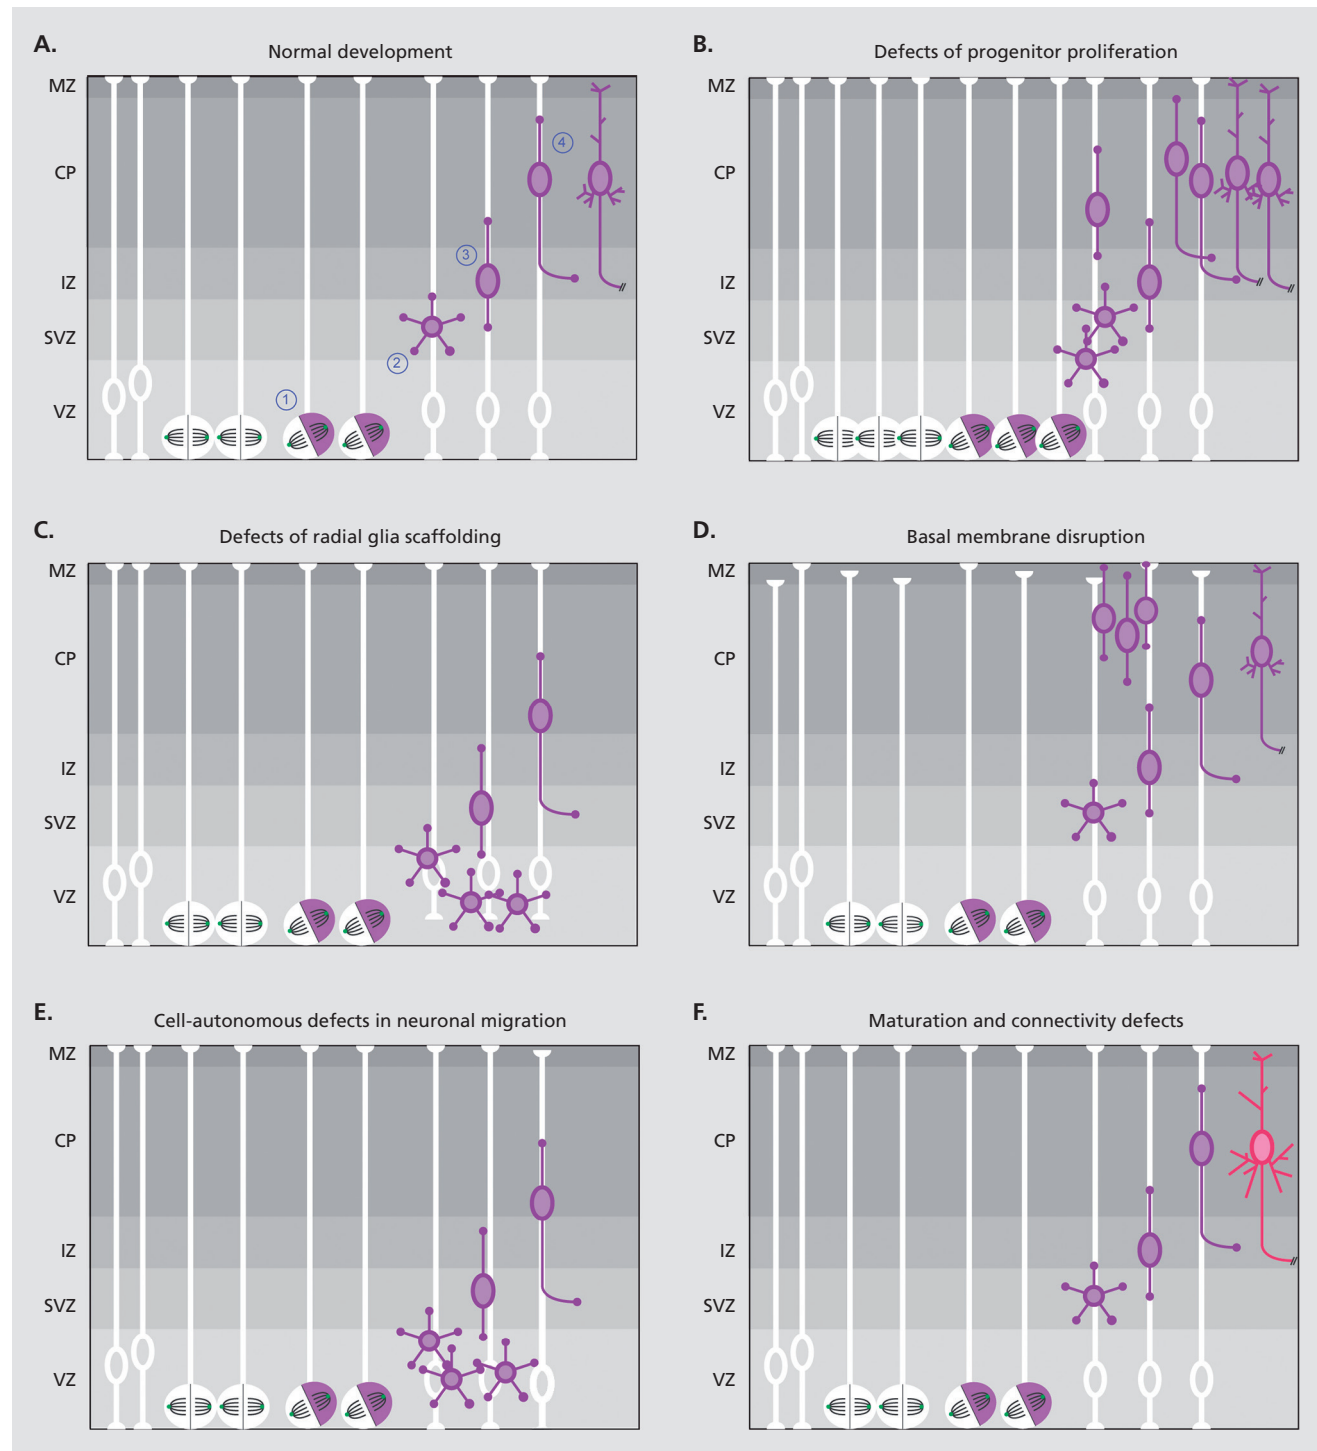 A.
Normal development
MZ
CP
IZ
SVZ
VZ
1
2
3
4
B.
Defects of progenitor proliferation
MZ
CP
IZ
SVZ
VZ
C.
Defects of radial glia scaffolding
MZ
CP
IZ
SVZ
VZ
D.
Basal membrane disruption
MZ
CP
IZ
SVZ
VZ
E.
Cell-autonomous defects in neuronal migration
MZ
CP
IZ
SVZ
VZ
F.
Maturation and connectivity defects
MZ
CP
IZ
SVZ
VZ